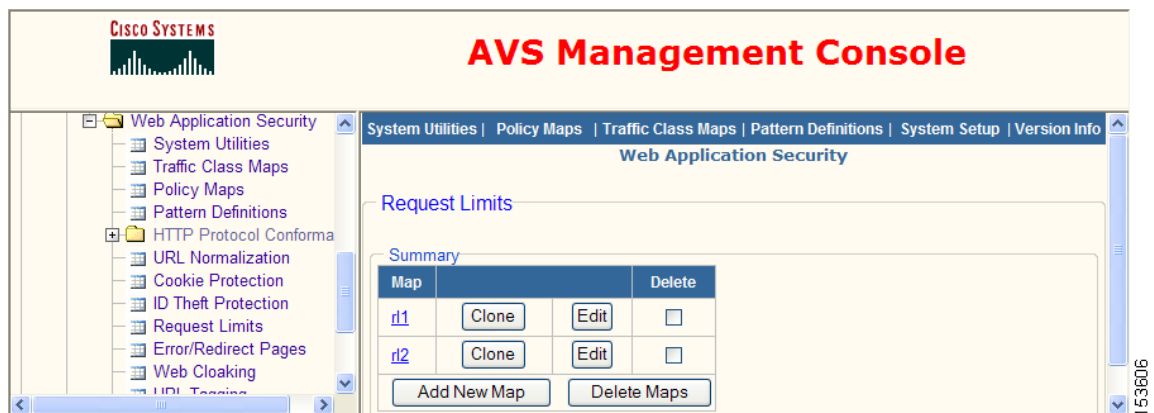 CISCO SYSTEMS
AVS Management Console
Web Application Security
System Utilities
Traffic Class Maps
Policy Maps
Pattern Definitions
HTTP Protocol Conforma
URL Normalization
Cookie Protection
ID Theft Protection
Request Limits
Error/Redirect Pages
Web Cloaking
URL Tagging
System Utilities | Policy Maps | Traffic Class Maps | Pattern Definitions | System Setup | Version Info
Web Application Security
Request Limits
Summary
Map Delete
rl1 Clone Edit
rl2 Clone Edit
Add New Map Delete Maps
153606